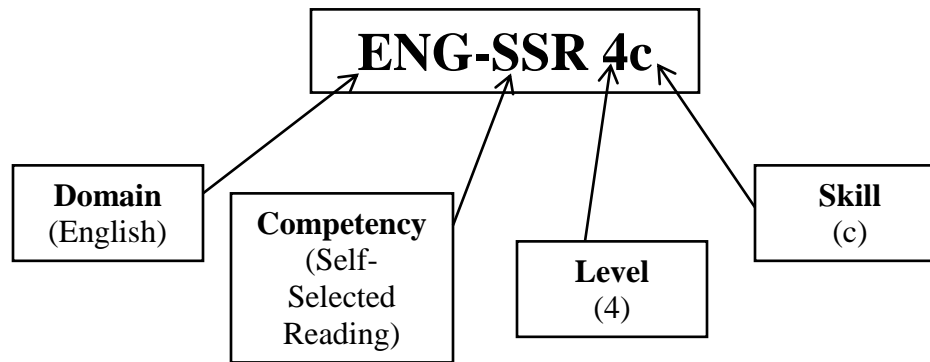 ENG-SSR 4c
Domain
(English)
Competency
(Self-
Selected
Reading)
Level
(4)
Skill
(c)